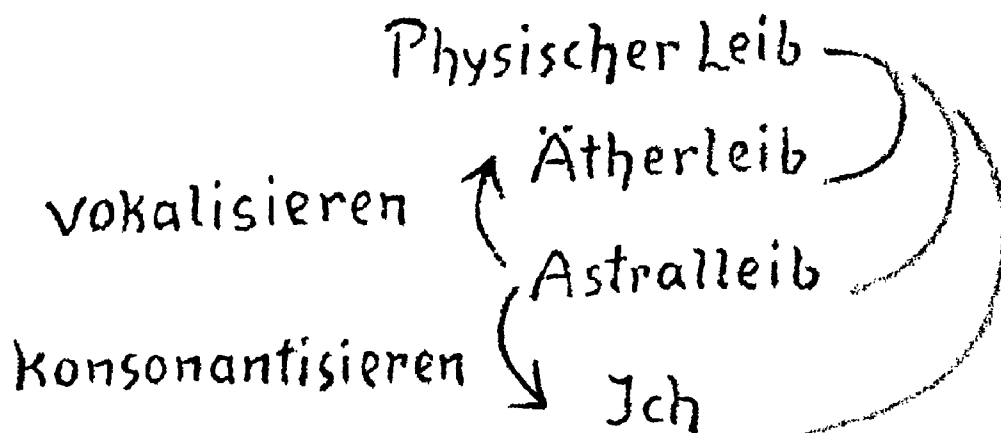 Physischer Leib
Ätherleib
vokalisieren
Astralleib
konsonantisieren
Ich